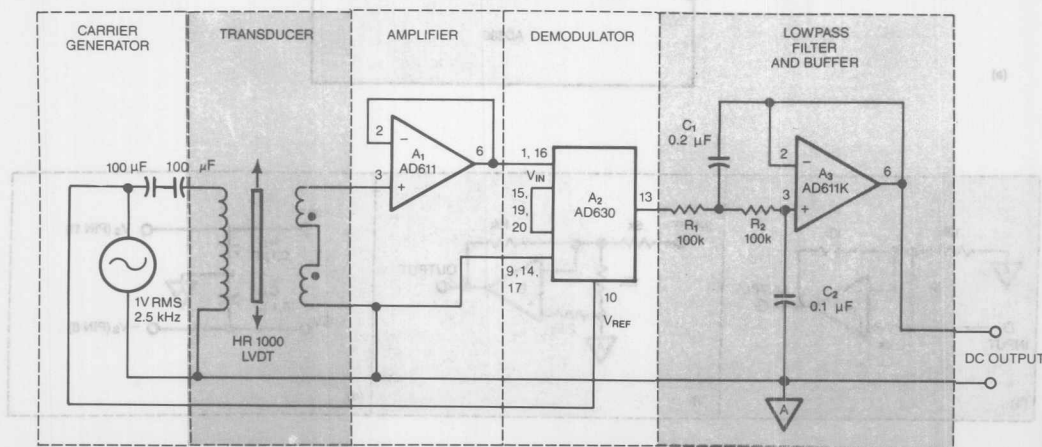 CARRIER
GENERATOR
TRANSDUCER
AMPLIFIER
DEMODULATOR
LOWPASS
FILTER
AND BUFFER
100 µF
100 µF
1V RMS
2.5 kHz
HR 1000
LVDT
2
3
6
A1
AD611
1, 16
VIN
15,
19,
20
9, 14,
17
A2
AD630
13
10
VREF
R1
100k
R2
100k
C1
0.2 µF
C2
0.1 µF
2
3
6
A3
AD611K
A
DC OUTPUT